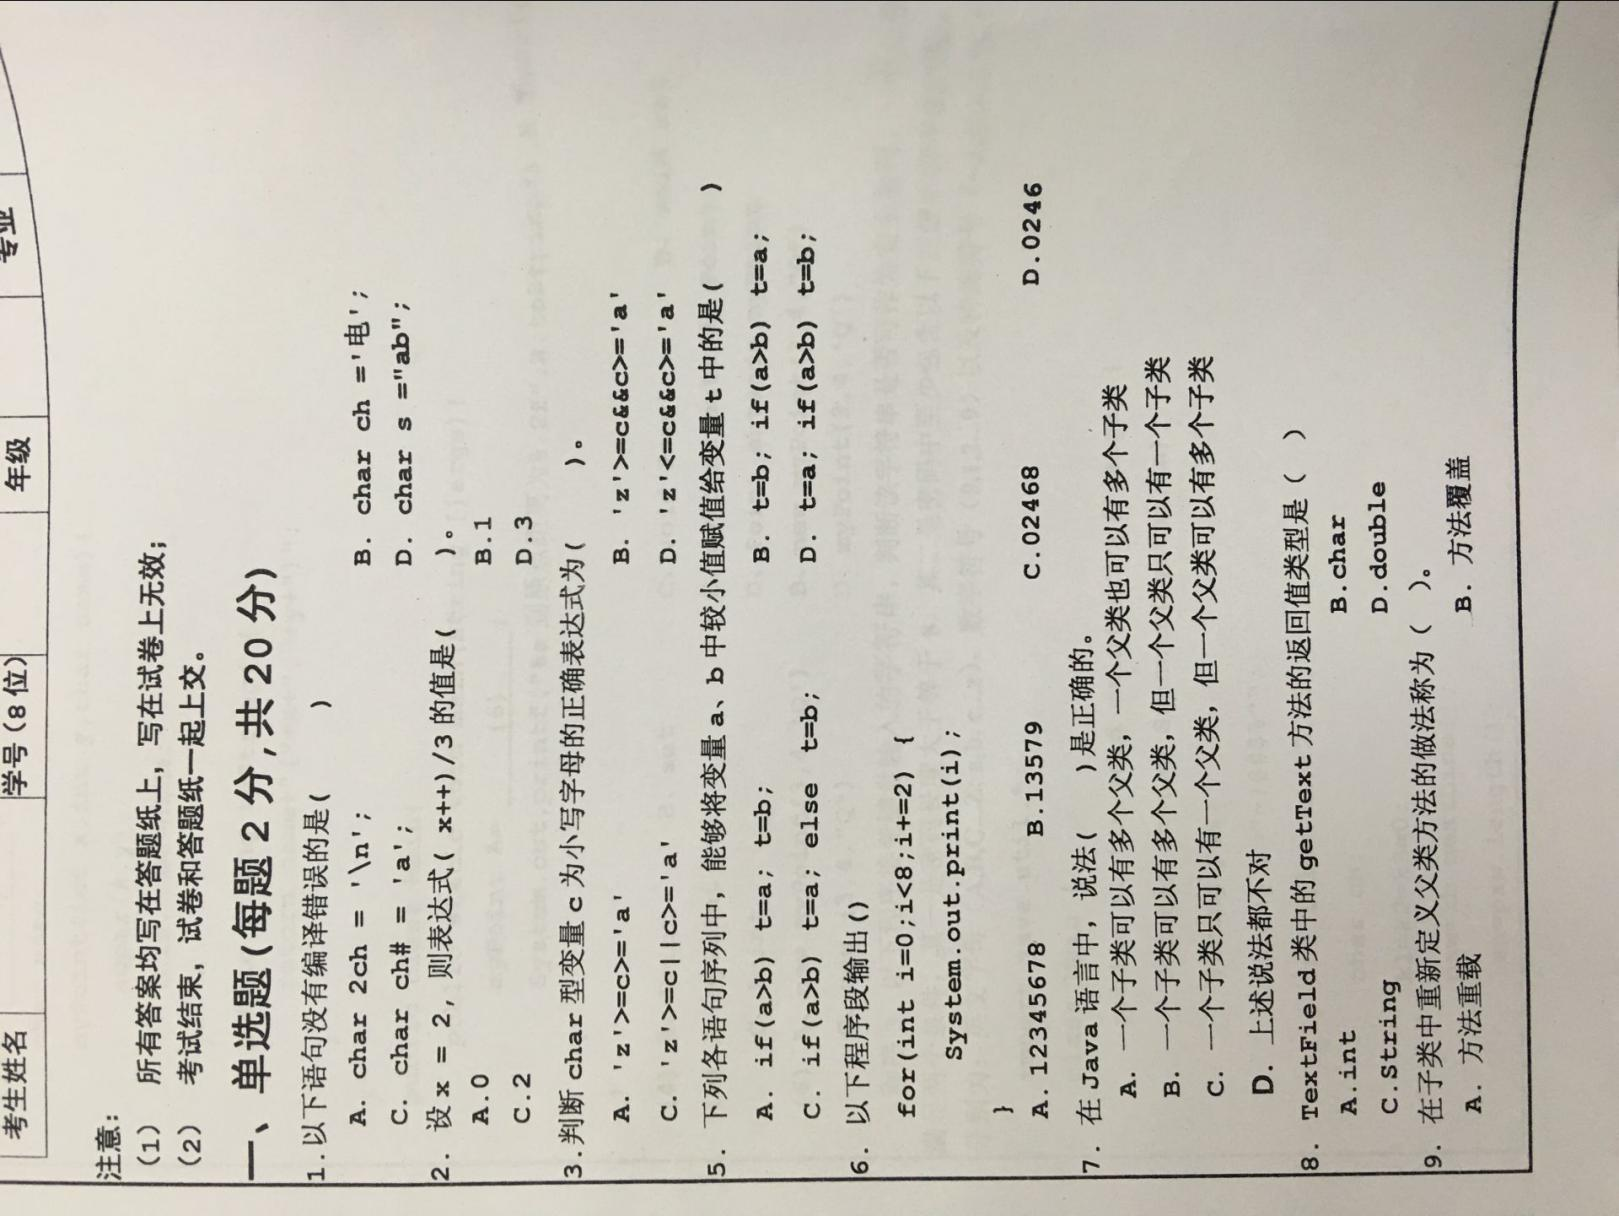 考生姓名 学号(8位) 年级 专业
注意:
(1) 所有答案均写在答题纸上，写在试卷上无效;
(2) 考试结束，试卷和答题纸一起上交。
一、单选题(每题2分,共20分)
1.以下语句没有编译错误的是( )
A. char 2ch = '\n'; B. char ch ='电';
C. char ch# = 'a'; D. char s ="ab";
2. 设 x = 2, 则表达式( x++)/3 的值是( )。
A.0 B.1
C.2 D.3
3.判断 char 型变量 c 为小写字母的正确表达式为( )。
A. 'z'>=c>='a' B. 'z'>=c&&c>='a'
C.'z'>=c||c>='a' D.'z'<=c&&c>='a'
5. 下列各语句序列中，能够将变量 a、b 中较小值赋值给变量 t 中的是( )
A. if(a>b) t=a; t=b; B. t=b; if(a>b) t=a;
C. if(a>b) t=a; else t=b; D. t=a; if(a>b) t=b;
6. 以下程序段输出()
for(int i=0;i<8;i+=2) {
System.out.print(i);
}
A.12345678 B.13579 C.02468 D.0246
7. 在 Java 语言中，说法( )是正确的。
A. 一个子类可以有多个父类，一个父类也可以有多个子类
B. 一个子类可以有多个父类，但一个父类只可以有一个子类
C. 一个子类只可以有一个父类，但一个父类可以有多个子类
D. 上述说法都不对
8. TextField 类中的 getText 方法的返回值类型是( )
A.int B.char
C.String D.double
9. 在子类中重新定义父类方法的做法称为( )。
A. 方法重载 B. 方法覆盖